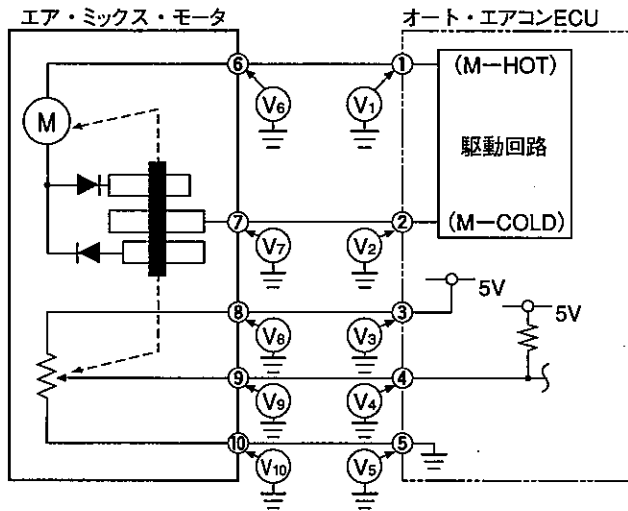 エア・ミックス・モータ
オート・エアコンECU
⑥ ① (M-HOT)
M V₆ V₁
駆動回路
⑦ ② (M-COLD)
V₇ V₂
5V
⑧ ③ 5V
V₈ V₃
⑨ ④
V₉ V₄
⑩ ⑤
V₁₀ V₅